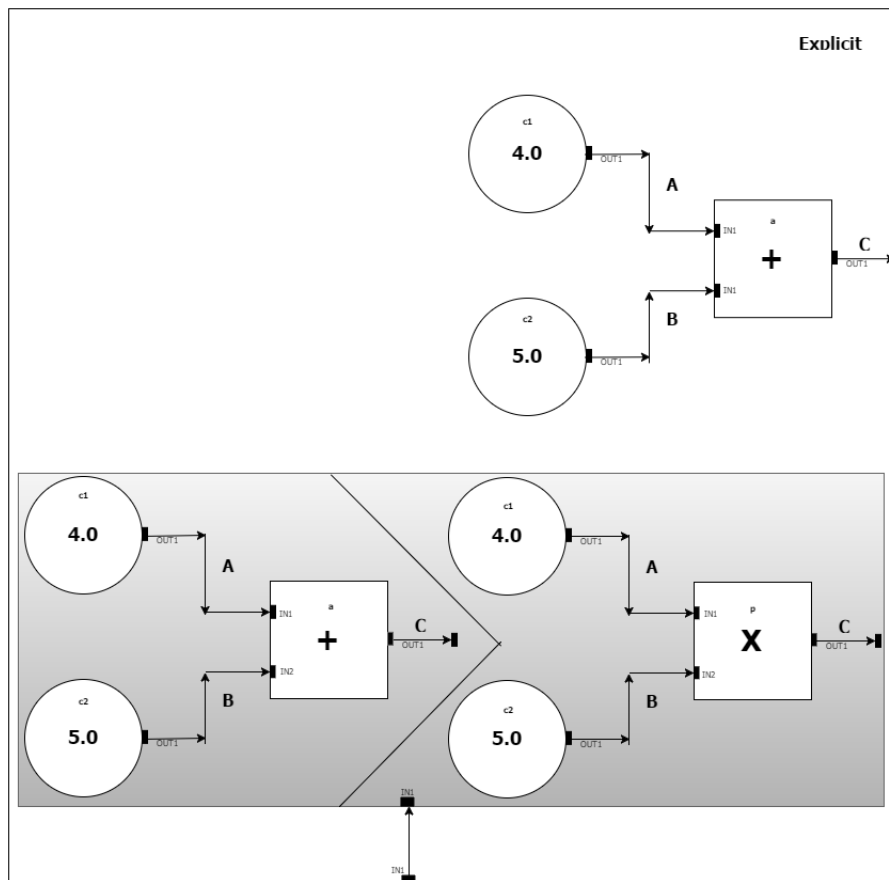 Explicit
c1
4.0
OUT1
A
a
IN1
+
C
OUT1
IN1
B
c2
5.0
OUT1
c1
4.0
OUT1
A
a
IN1
+
C
OUT1
IN2
B
c2
5.0
OUT1
c1
4.0
OUT1
A
p
IN1
X
C
OUT1
IN2
B
c2
5.0
OUT1
IN1
IN1